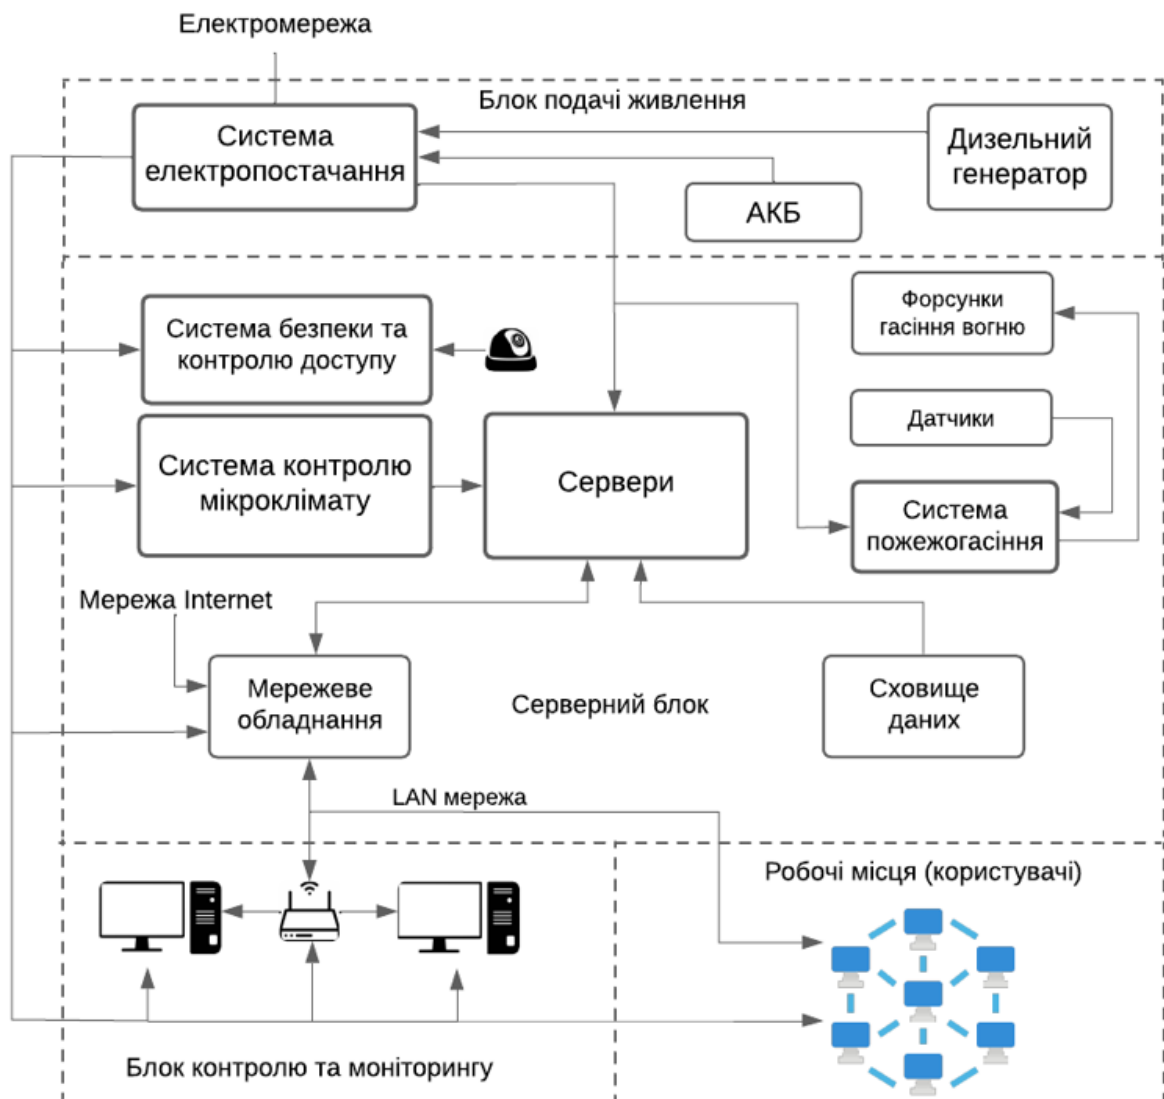 Електромережа
Блок подачі живлення
Система
електропостачання
Дизельний
генератор
АКБ
Система безпеки та
контролю доступу
Форсунки
гасіння вогню
Датчики
Система контролю
мікроклімату
Сервери
Система
пожежогасіння
Мережа Internet
Мережеве
обладнання
Серверний блок
Сховище
даних
LAN мережа
Робочі місця (користувачі)
Блок контролю та моніторингу